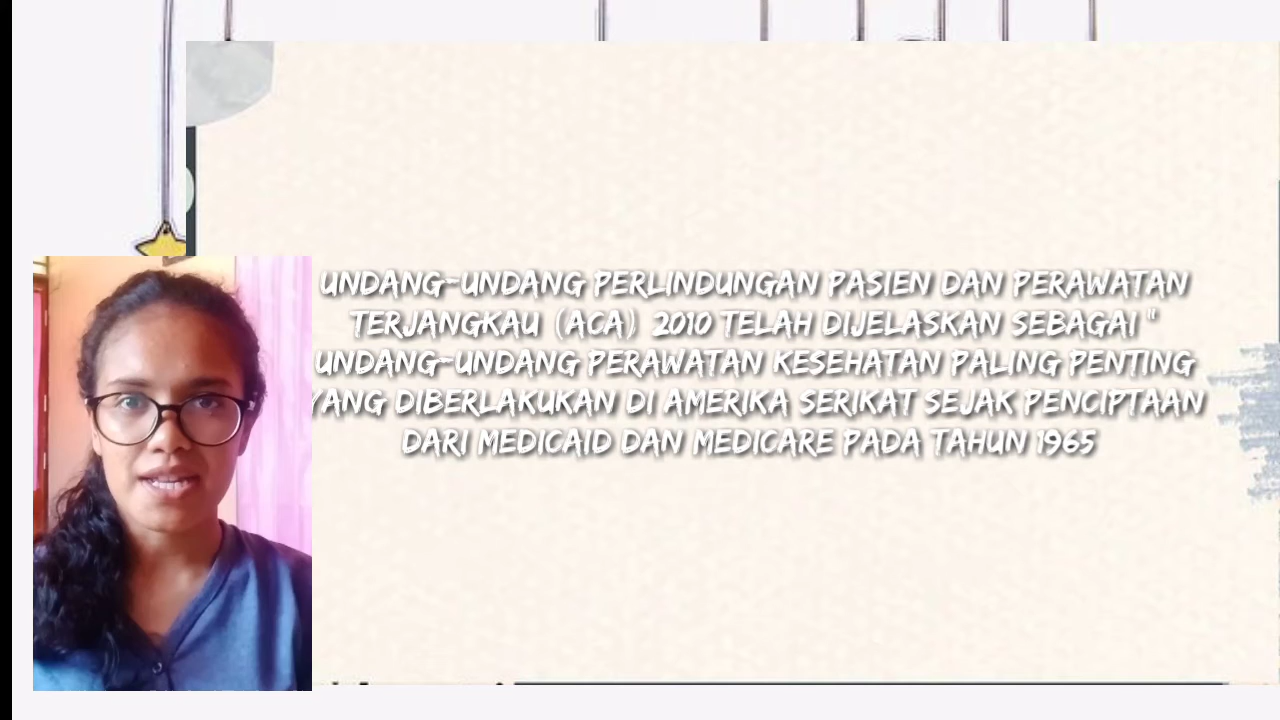 UNDANG-UNDANG PERLINDUNGAN PASIEN DAN PERAWATAN
TERJANGKAU (ACA) 2010 TELAH DIJELASKAN SEBAGAI "
UNDANG-UNDANG PERAWATAN KESEHATAN PALING PENTING
YANG DIBERLAKUKAN DI AMERIKA SERIKAT SEJAK PENCIPTAAN
DARI MEDICAID DAN MEDICARE PADA TAHUN 1965